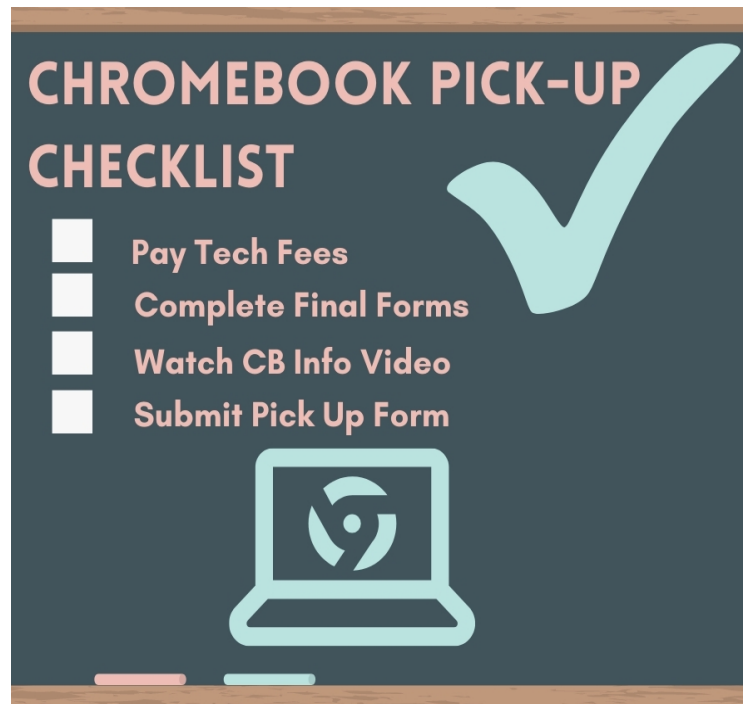 CHROMEBOOK PICK-UP
CHECKLIST
Pay Tech Fees
Complete Final Forms
Watch CB Info Video
Submit Pick Up Form